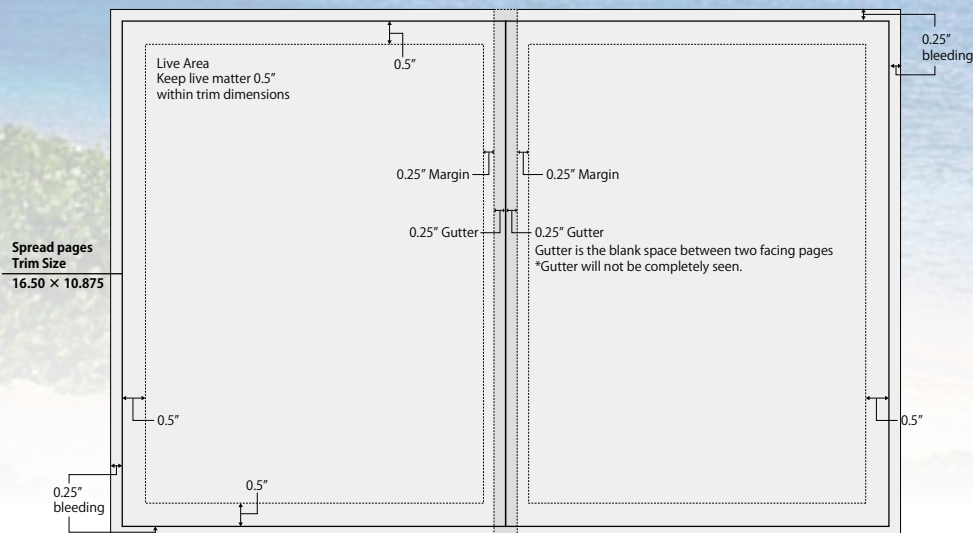 Live Area
Keep live matter 0.5”
within trim dimensions
0.5”
0.25”
bleeding
0.25” Margin
0.25” Margin
0.25” Gutter
0.25” Gutter
Gutter is the blank space between two facing pages
*Gutter will not be completely seen.
Spread pages
Trim Size
16.50 × 10.875
0.5”
0.5”
0.25”
bleeding
0.5”